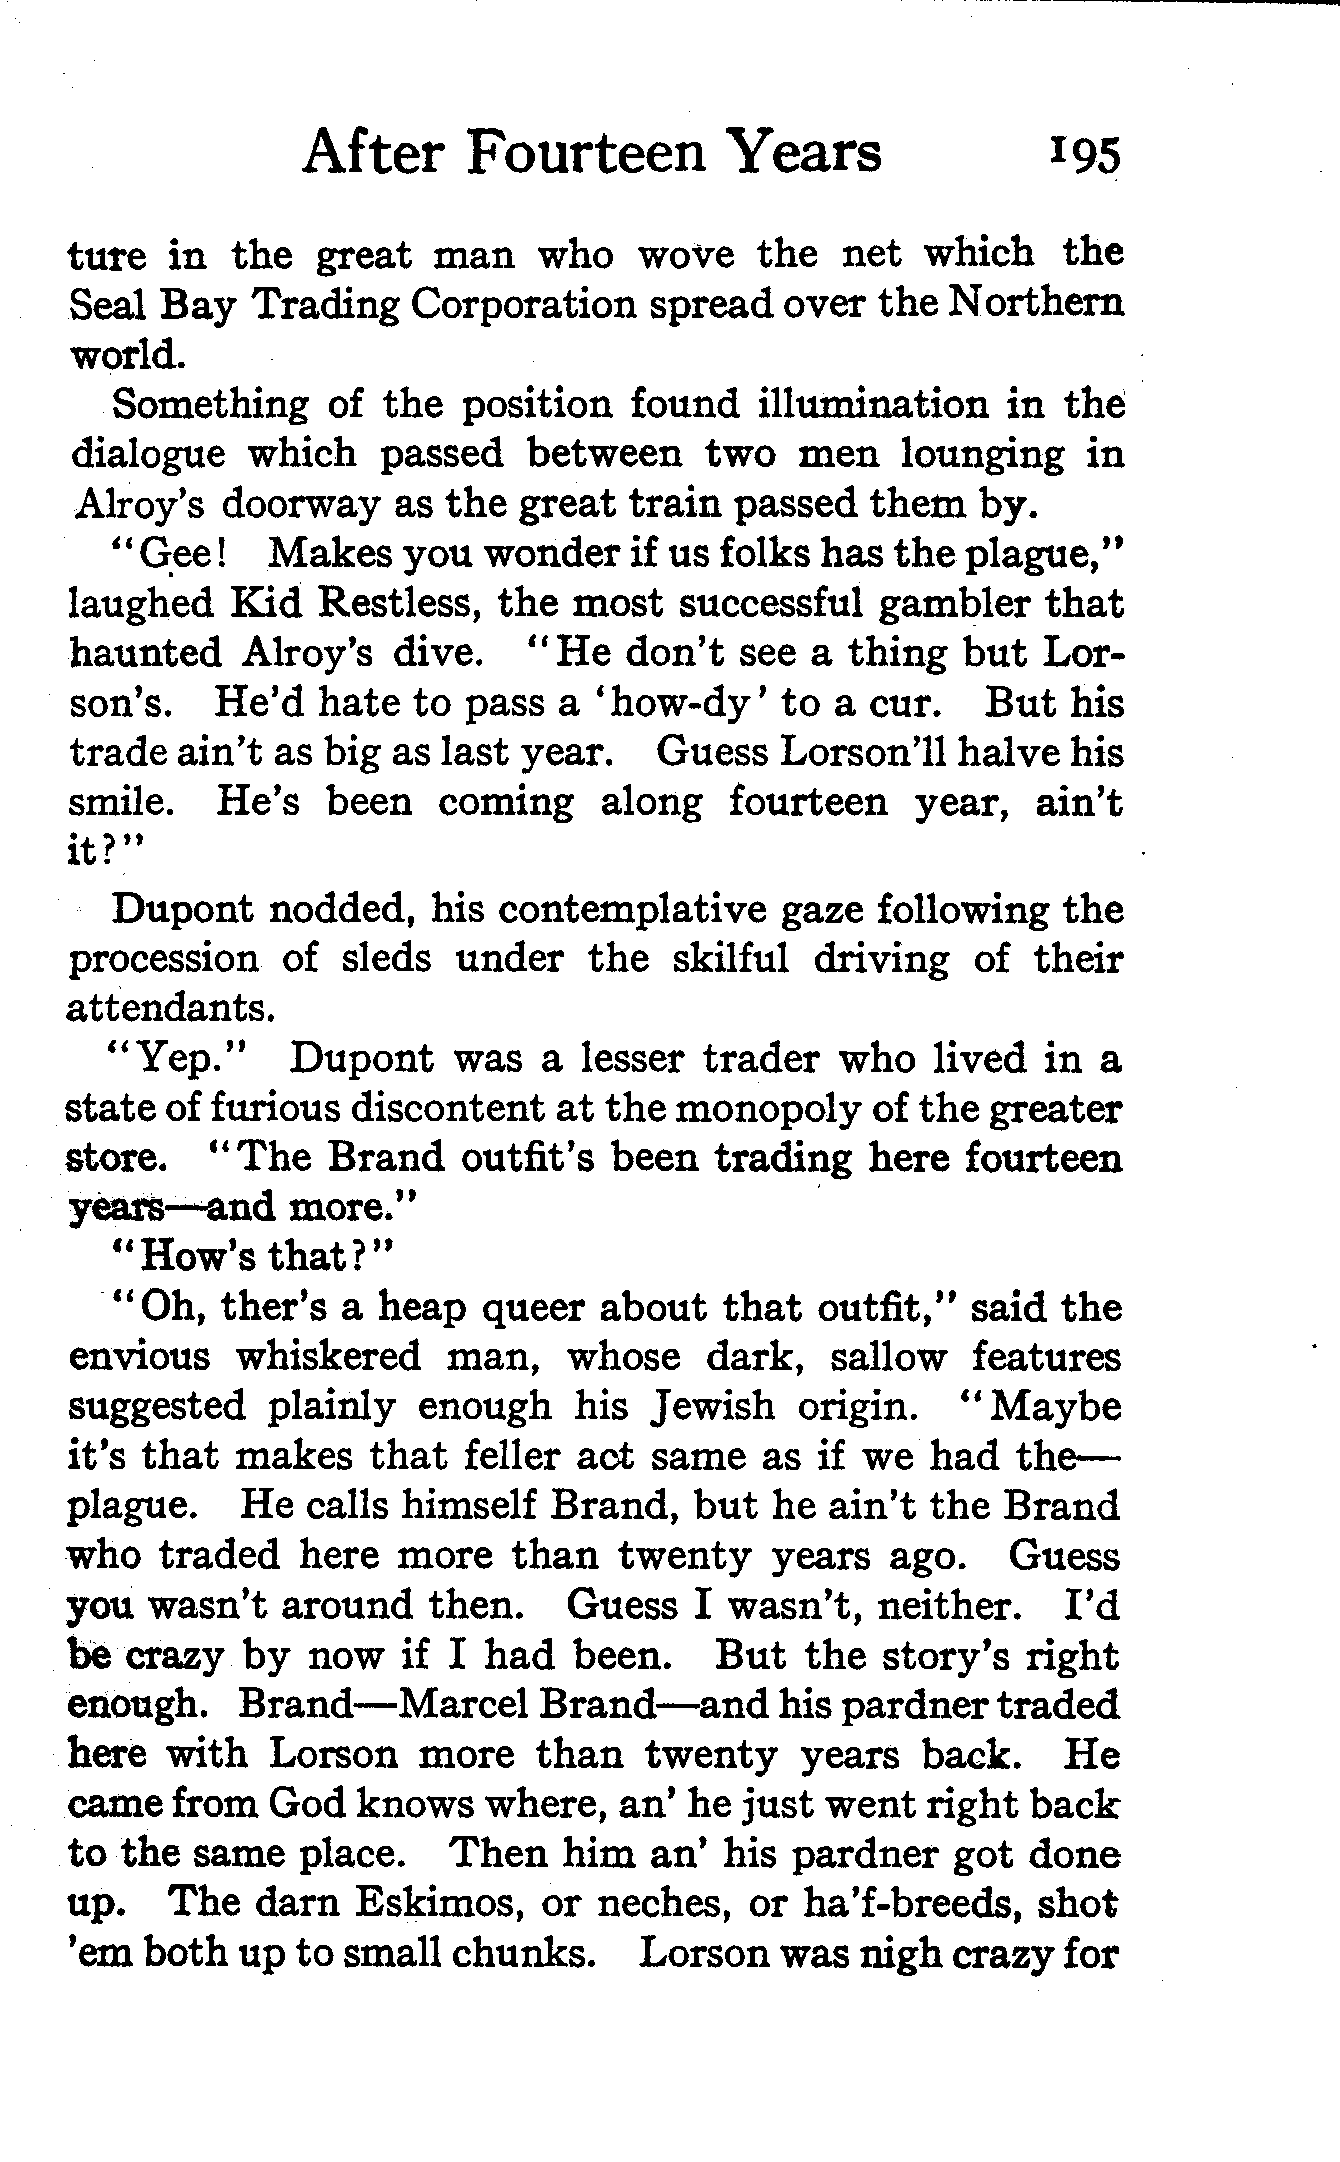 After Fourteen Years 195
ture in the great man who wove the net which the
Seal Bay Trading Corporation spread over the Northern
world.
Something of the position found illumination in the
dialogue which passed between two men lounging in
Alroy's doorway as the great train passed them by.
"Gee! Makes you wonder if us folks has the plague,"
laughed Kid Restless, the most successful gambler that
haunted Alroy's dive. "He don't see a thing but Lor-
son's. He'd hate to pass a 'how-dy' to a cur. But his
trade ain't as big as last year. Guess Lorson'll halve his
smile. He's been coming along fourteen year, ain't
it?"
Dupont nodded, his contemplative gaze following the
procession of sleds under the skilful driving of their
attendants.
"Yep." Dupont was a lesser trader who lived in a
state of furious discontent at the monopoly of the greater
store. "The Brand outfit's been trading here fourteen
years—and more."
"How's that?"
"Oh, ther's a heap queer about that outfit," said the
envious whiskered man, whose dark, sallow features
suggested plainly enough his Jewish origin. "Maybe
it's that makes that feller act same as if we had the—
plague. He calls himself Brand, but he ain't the Brand
who traded here more than twenty years ago. Guess
you wasn't around then. Guess I wasn't, neither. I'd
be crazy by now if I had been. But the story's right
enough. Brand—Marcel Brand—and his pardner traded
here with Lorson more than twenty years back. He
came from God knows where, an' he just went right back
to the same place. Then him an' his pardner got done
up. The darn Eskimos, or neches, or ha'f-breeds, shot
'em both up to small chunks. Lorson was nigh crazy for